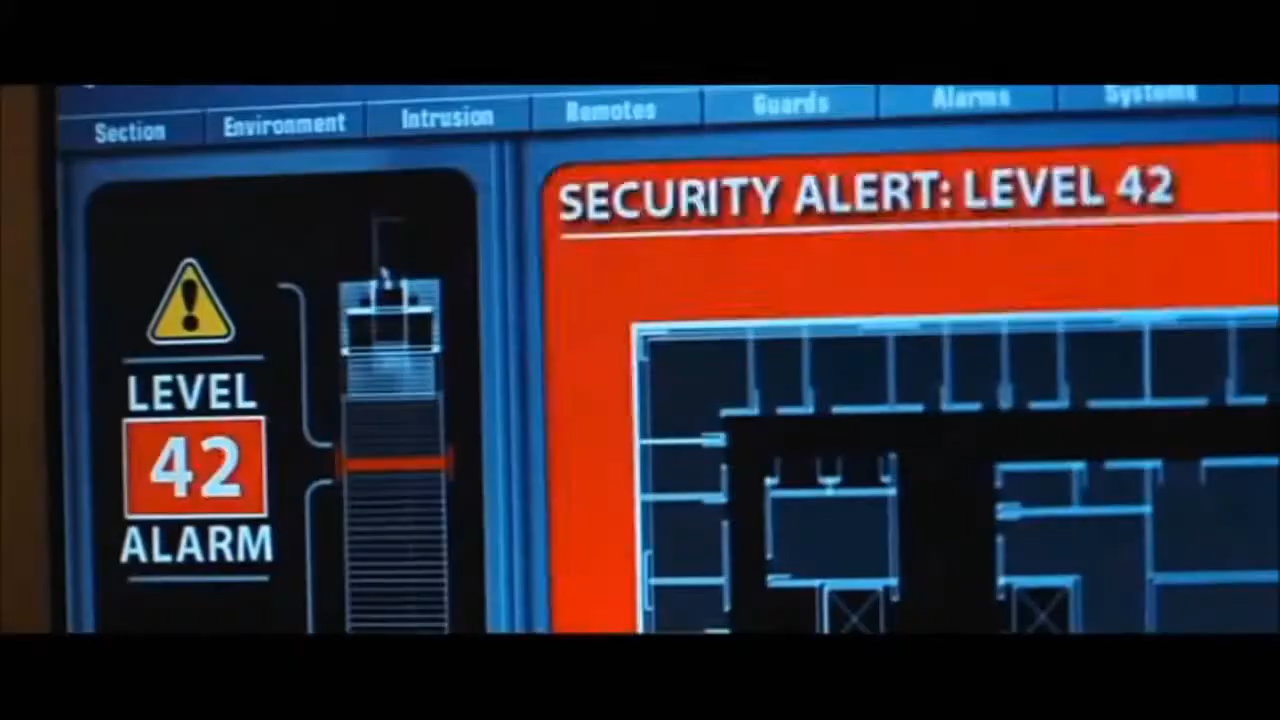 Section Environment Intrusion Remotes Guards Alarms Systems
SECURITY ALERT: LEVEL 42
LEVEL
42
ALARM